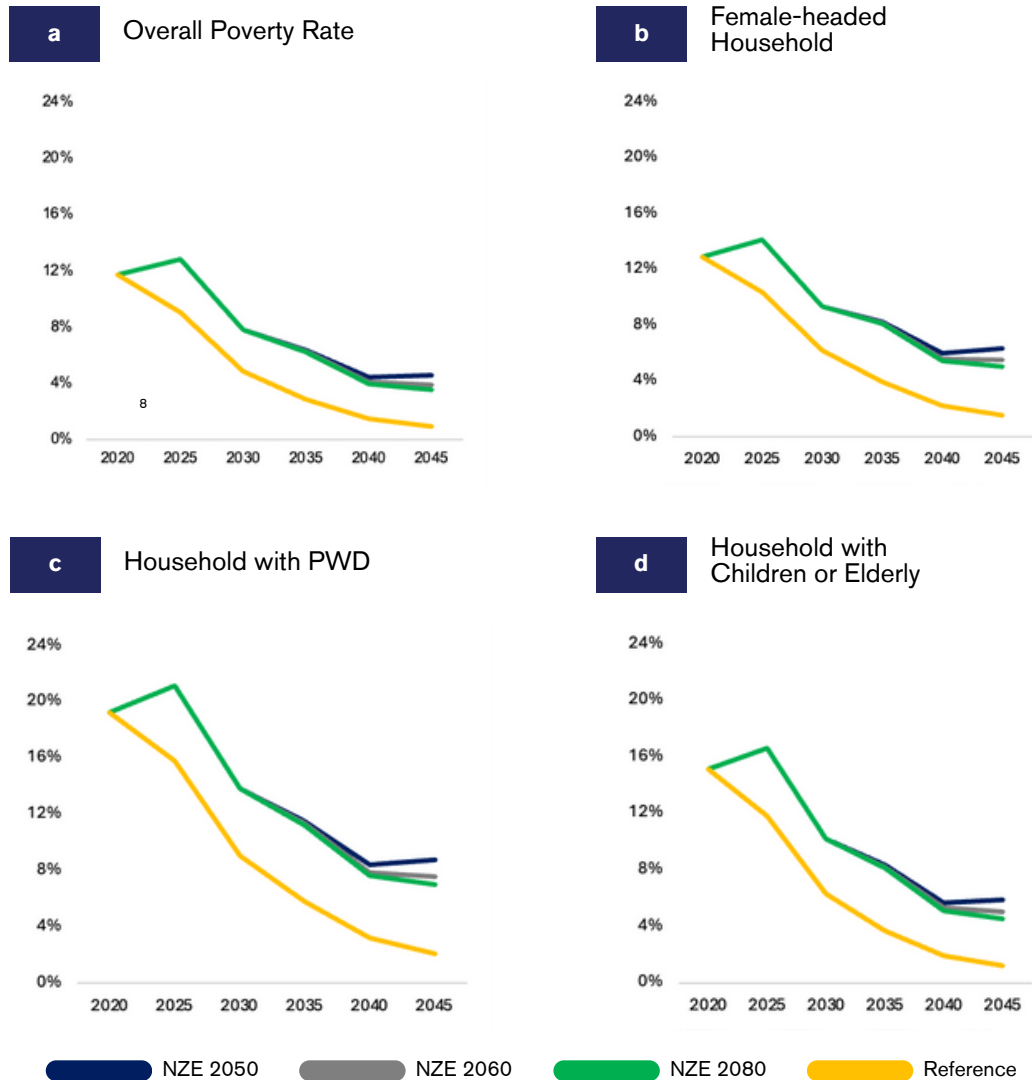 a
Overall Poverty Rate
24%
20%
16%
12%
8%
4%
8
0%
2020 2025 2030 2035 2040 2045
b
Female-headed
Household
24%
20%
16%
12%
8%
4%
0%
2020 2025 2030 2035 2040 2045
c
Household with PWD
24%
20%
16%
12%
8%
4%
0%
2020 2025 2030 2035 2040 2045
d
Household with
Children or Elderly
24%
20%
16%
12%
8%
4%
0%
2020 2025 2030 2035 2040 2045
NZE 2050 NZE 2060 NZE 2080 Reference